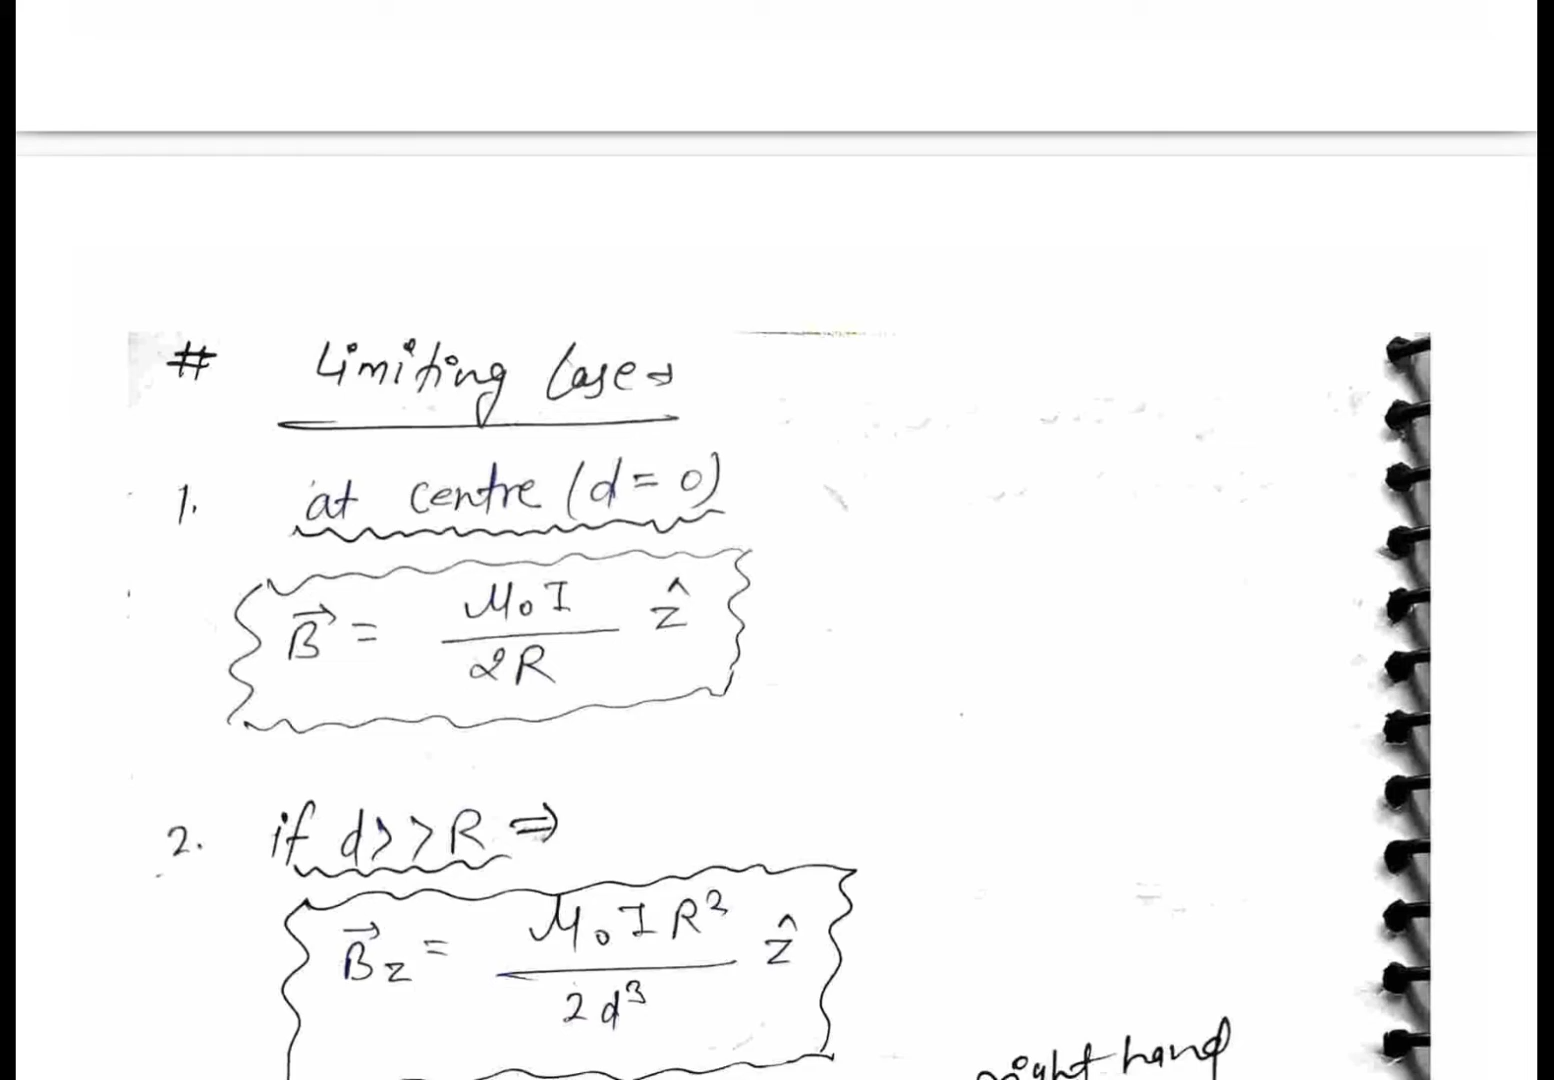 # Limiting Cases
1. at centre (d=0)
B⃗ = μ₀I / 2R ẑ
2. if d>>R ⇒
B⃗z = μ₀IR² / 2d³ ẑ
right hand